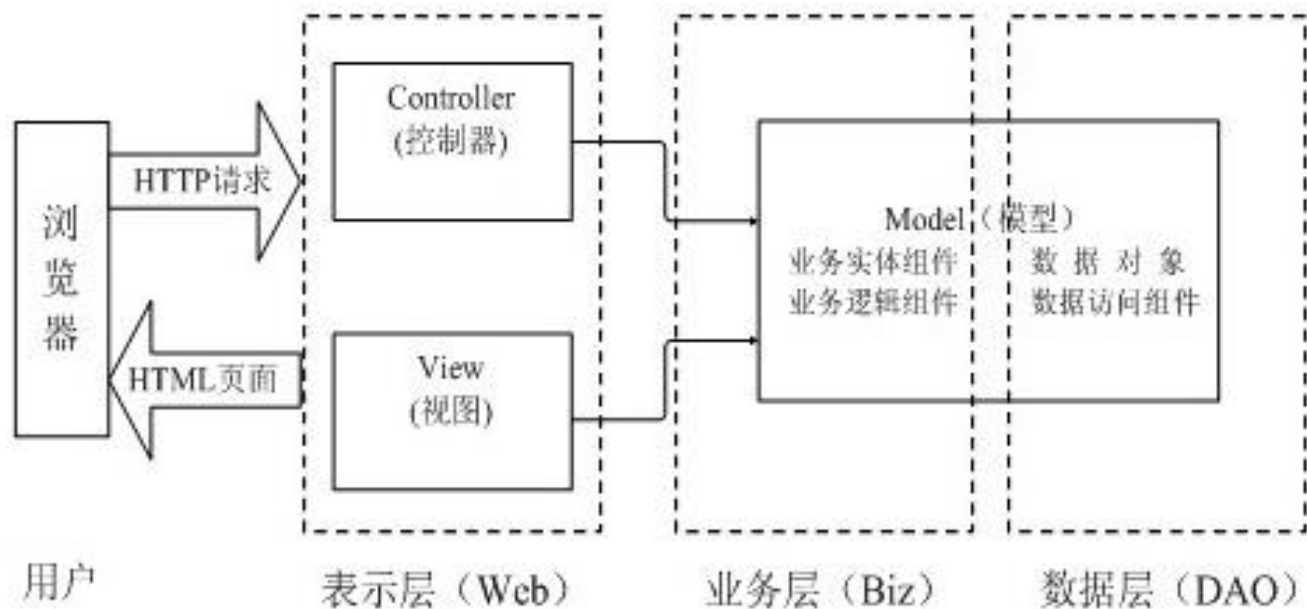 Controller
(控制器)
HTTP请求
浏
览
器
Model（模型）
业务实体组件 数 据 对 象
业务逻辑组件 数据访问组件
HTML页面
View
(视图)
用户 表示层（Web） 业务层（Biz） 数据层（DAO）